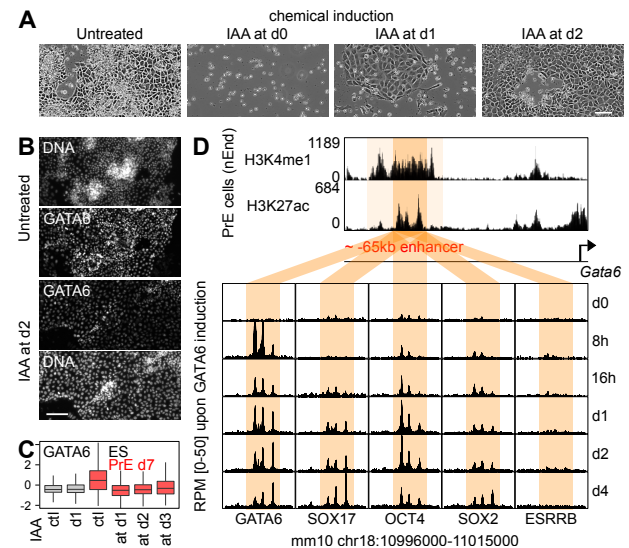 A
chemical induction
Untreated
IAA at d0
IAA at d1
IAA at d2
B
DNA
Untreated
GATA6
GATA6
IAA at d2
DNA
C
GATA6
ES
PrE d7
4
2
0
-2
IAA
ctl
d1
ctl
at d1
at d2
at d3
D
PrE cells (nEnd)
1189
H3K4me1
0
684
H3K27ac
0
~ -65kb enhancer
Gata6
RPM [0-50] upon GATA6 induction
d0
8h
16h
d1
d2
d4
GATA6 SOX17 OCT4 SOX2 ESRRB
mm10 chr18:10996000-11015000